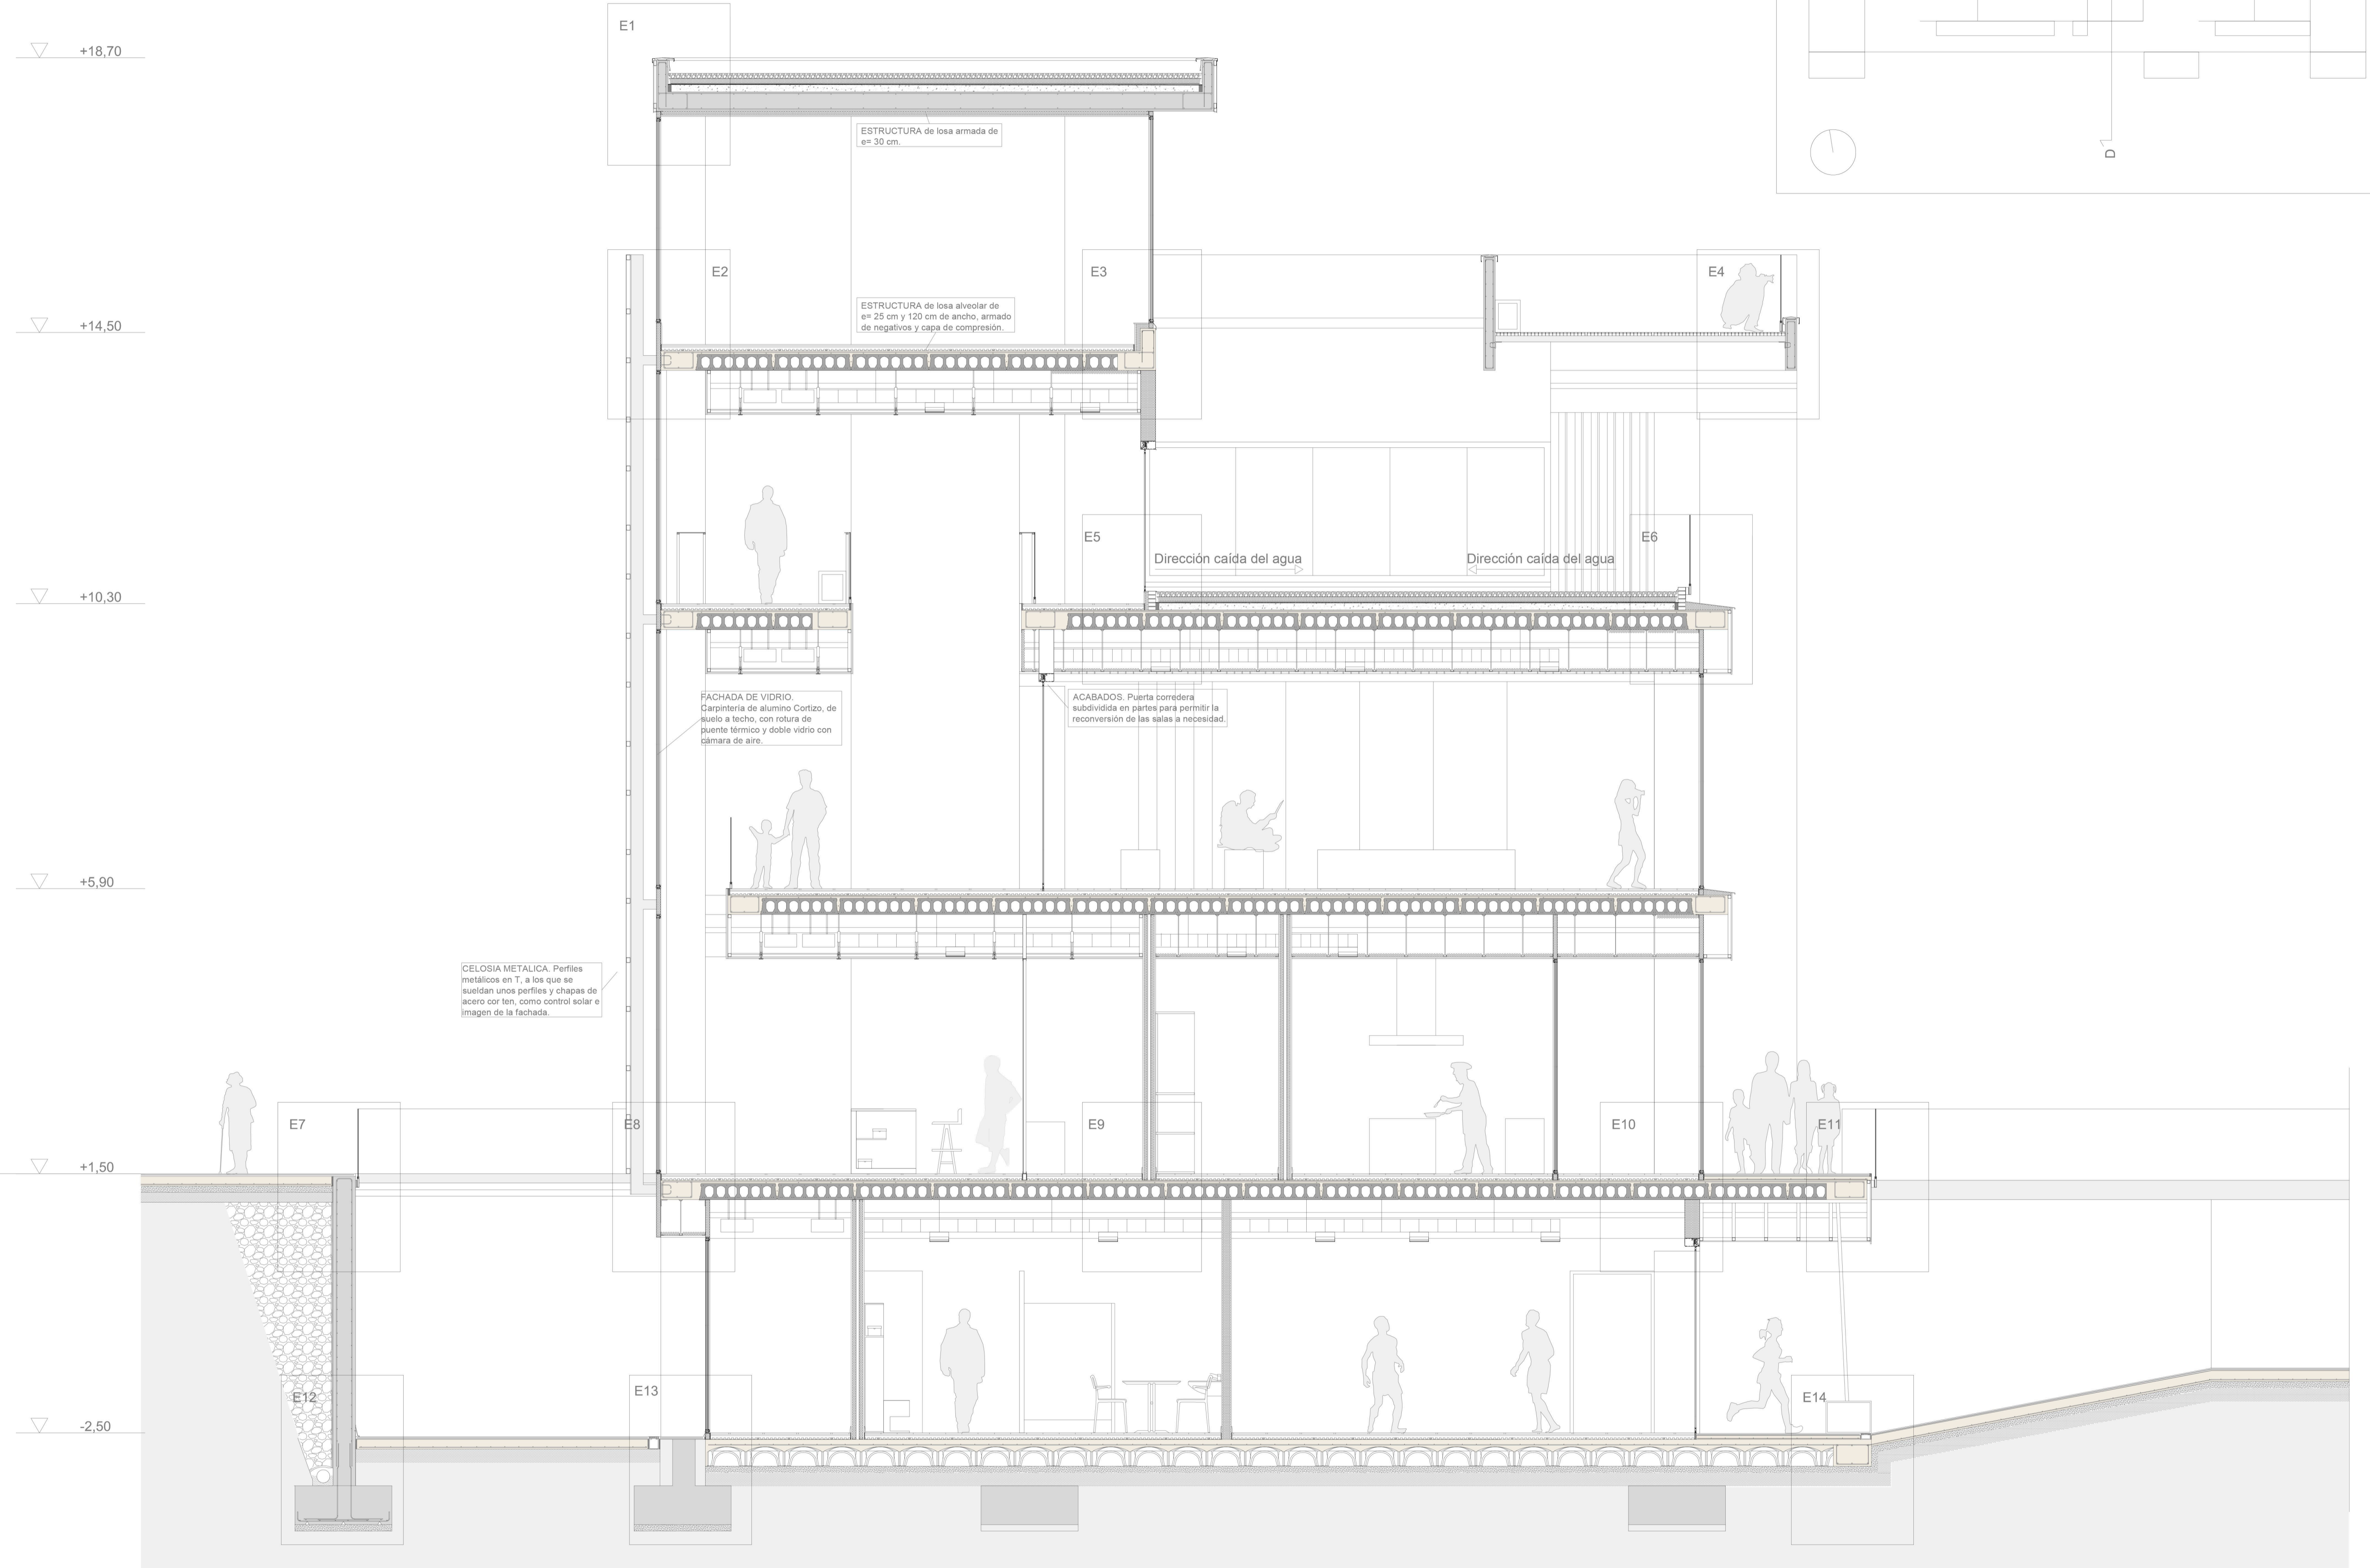 E1
+18,70
ESTRUCTURA de losa armada de
e= 30 cm.
D
E2
E3
E4
ESTRUCTURA de losa alveolar de
e= 25 cm y 120 cm de ancho, armado
de negativos y capa de compresión.
+14,50
E5
E6
Dirección caída del agua
Dirección caída del agua
+10,30
FACHADA DE VIDRIO.
Carpintería de alumino Cortizo, de
suelo a techo, con rotura de
puente térmico y doble vidrio con
cámara de aire.
ACABADOS. Puerta corredera
subdividida en partes para permitir la
reconversión de las salas a necesidad.
+5,90
CELOSIA METALICA. Perfiles
metálicos en T, a los que se
sueldan unos perfiles y chapas de
acero cor ten, como control solar e
imagen de la fachada.
E7
E8
E9
E10
E11
+1,50
E12
E13
E14
-2,50